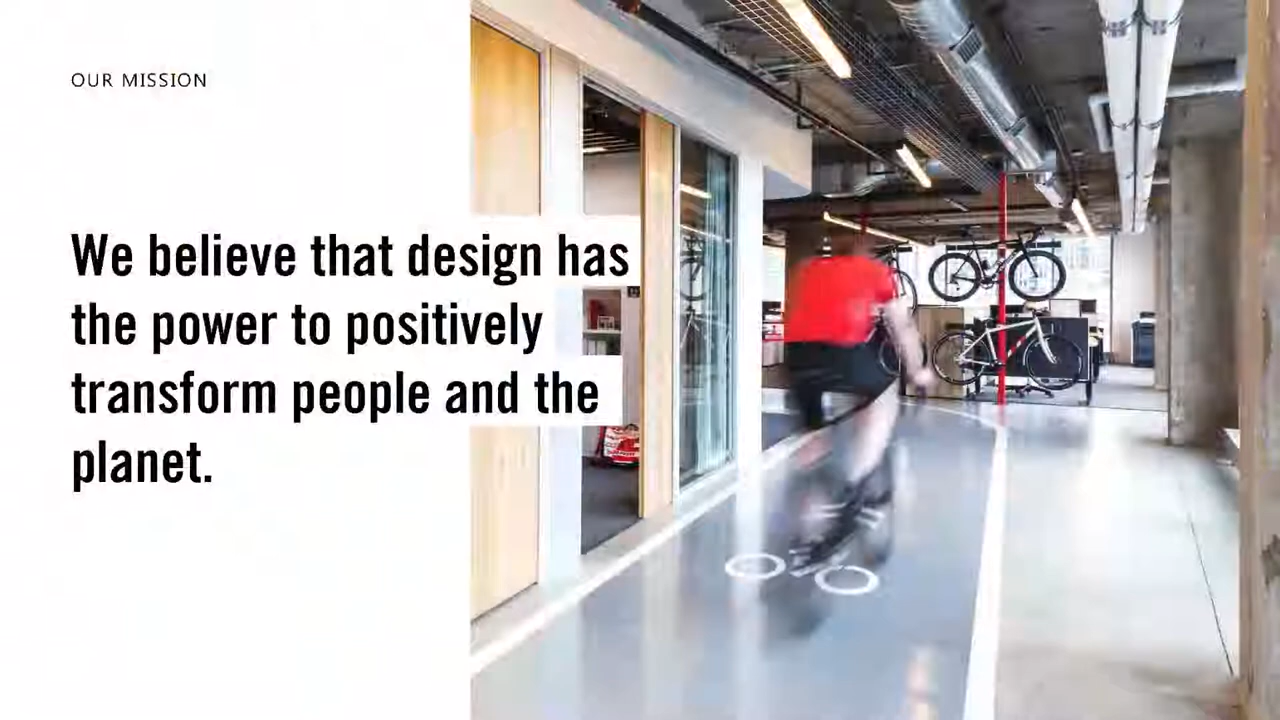 OUR MISSION
We believe that design has
the power to positively
transform people and the
planet.